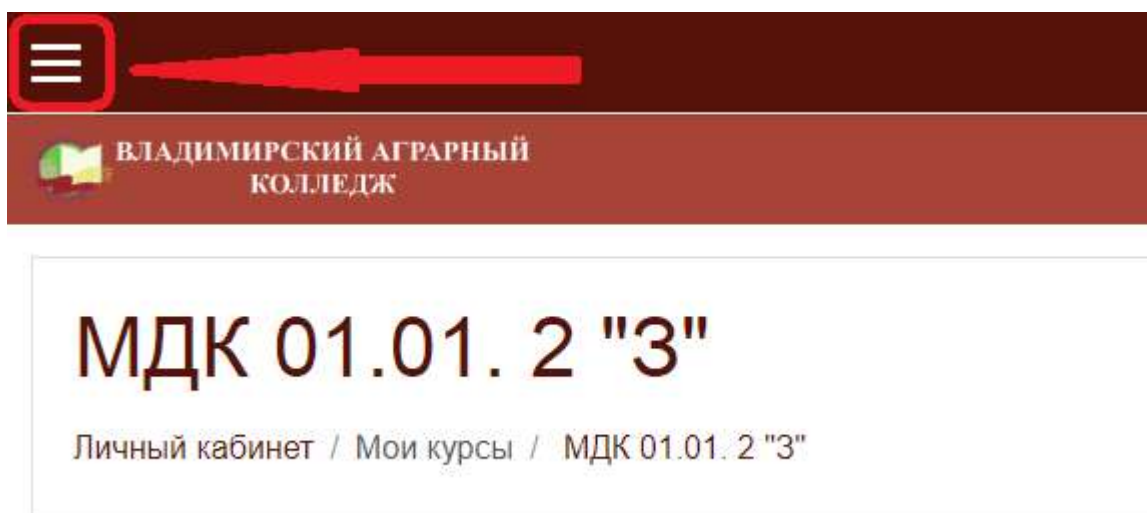 ВЛАДИМИРСКИЙ АГРАРНЫЙ
КОЛЛЕДЖ
МДК 01.01. 2 "З"
Личный кабинет / Мои курсы / МДК 01.01. 2 "З"